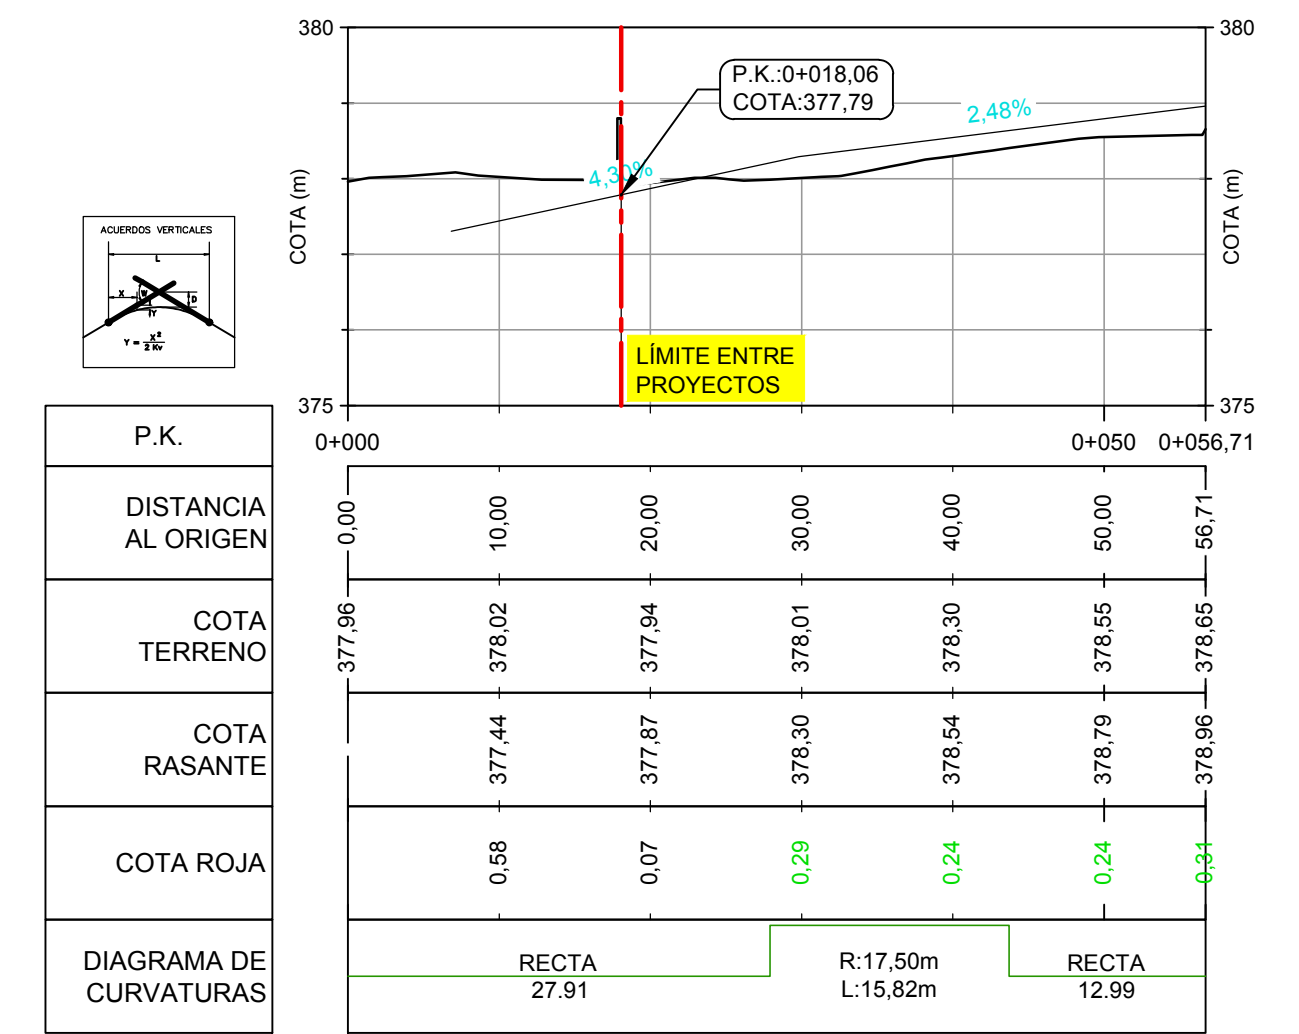 380
380
P.K.:0+018,06
COTA:377,79
2,48%
4,30%
COTA (m)
COTA (m)
ACUERDOS VERTICALES
L
X
W
D
Y
Y = X² / 2 Kv
LÍMITE ENTRE
PROYECTOS
375
375
P.K.
0+000
0+050
0+056,71
DISTANCIA
AL ORIGEN
0,00
10,00
20,00
30,00
40,00
50,00
56,71
COTA
TERRENO
377,96
378,02
377,94
378,01
378,30
378,55
378,65
COTA
RASANTE
377,44
377,87
378,30
378,54
378,79
378,96
COTA ROJA
0,58
0,07
0,29
0,24
0,24
0,31
DIAGRAMA DE
CURVATURAS
RECTA
27.91
R:17,50m
L:15,82m
RECTA
12.99